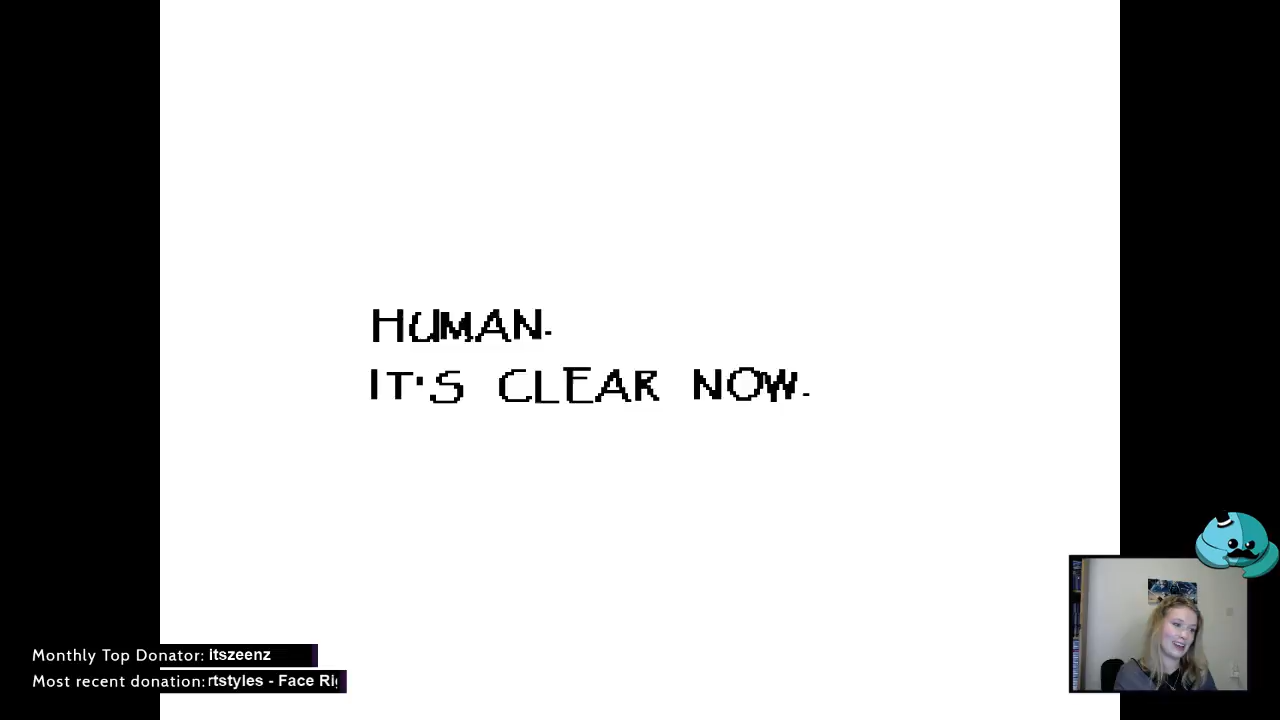 HUMAN.
IT'S CLEAR NOW.
Monthly Top Donator: itszeenz
Most recent donation: rtstyles - Face Ri